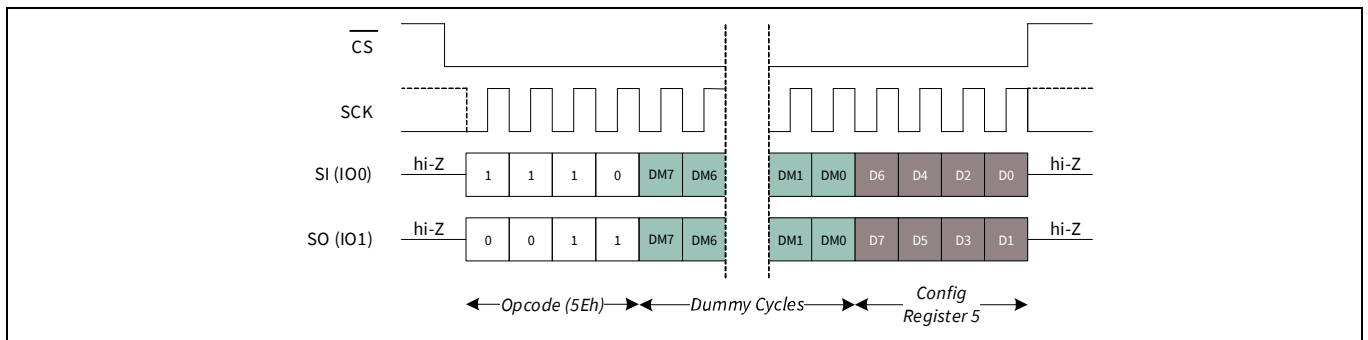 CS
SCK
hi-Z hi-Z
SI (IO0) 1 1 1 0 DM7 DM6 DM1 DM0 D6 D4 D2 D0
hi-Z hi-Z
SO (IO1) 0 0 1 1 DM7 DM6 DM1 DM0 D7 D5 D3 D1
Opcode (5Eh) Dummy Cycles Config
Register 5